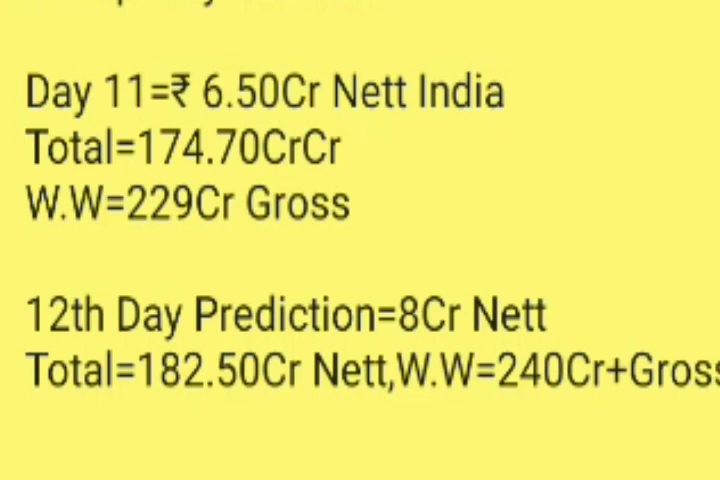 Day 11=₹ 6.50Cr Nett India
Total=174.70CrCr
W.W=229Cr Gross
12th Day Prediction=8Cr Nett
Total=182.50Cr Nett,W.W=240Cr+Gross